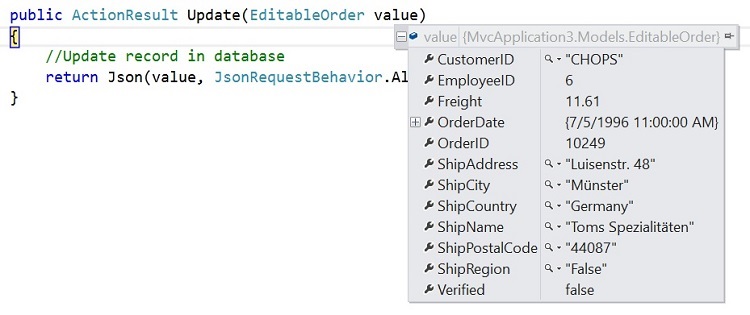 public ActionResult Update(EditableOrder value)
{
value {MvcApplication3.Models.EditableOrder}
//Update record in database
return Json(value, JsonRequestBehavior.Al
}
CustomerID "CHOPS"
EmployeeID 6
Freight 11.61
OrderDate {7/5/1996 11:00:00 AM}
OrderID 10249
ShipAddress "Luisenstr. 48"
ShipCity "Münster"
ShipCountry "Germany"
ShipName "Toms Spezialitäten"
ShipPostalCode "44087"
ShipRegion "False"
Verified false